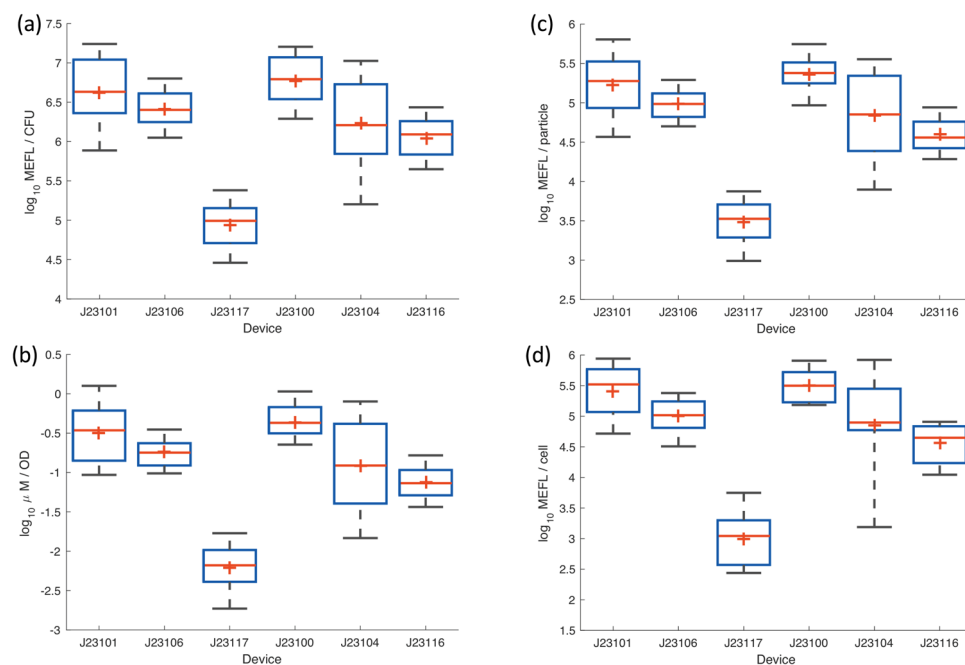 (a)
7.5
7
6.5
6
5.5
5
4.5
4
log10 MEFL / CFU
J23101 J23106 J23117 J23100 J23104 J23116
Device
(c)
6
5.5
5
4.5
4
3.5
3
2.5
log10 MEFL / particle
J23101 J23106 J23117 J23100 J23104 J23116
Device
(b)
0.5
0
-0.5
-1
-1.5
-2
-2.5
-3
log10 μ M / OD
J23101 J23106 J23117 J23100 J23104 J23116
Device
(d)
6
5.5
5
4.5
4
3.5
3
2.5
2
1.5
log10 MEFL / cell
J23101 J23106 J23117 J23100 J23104 J23116
Device